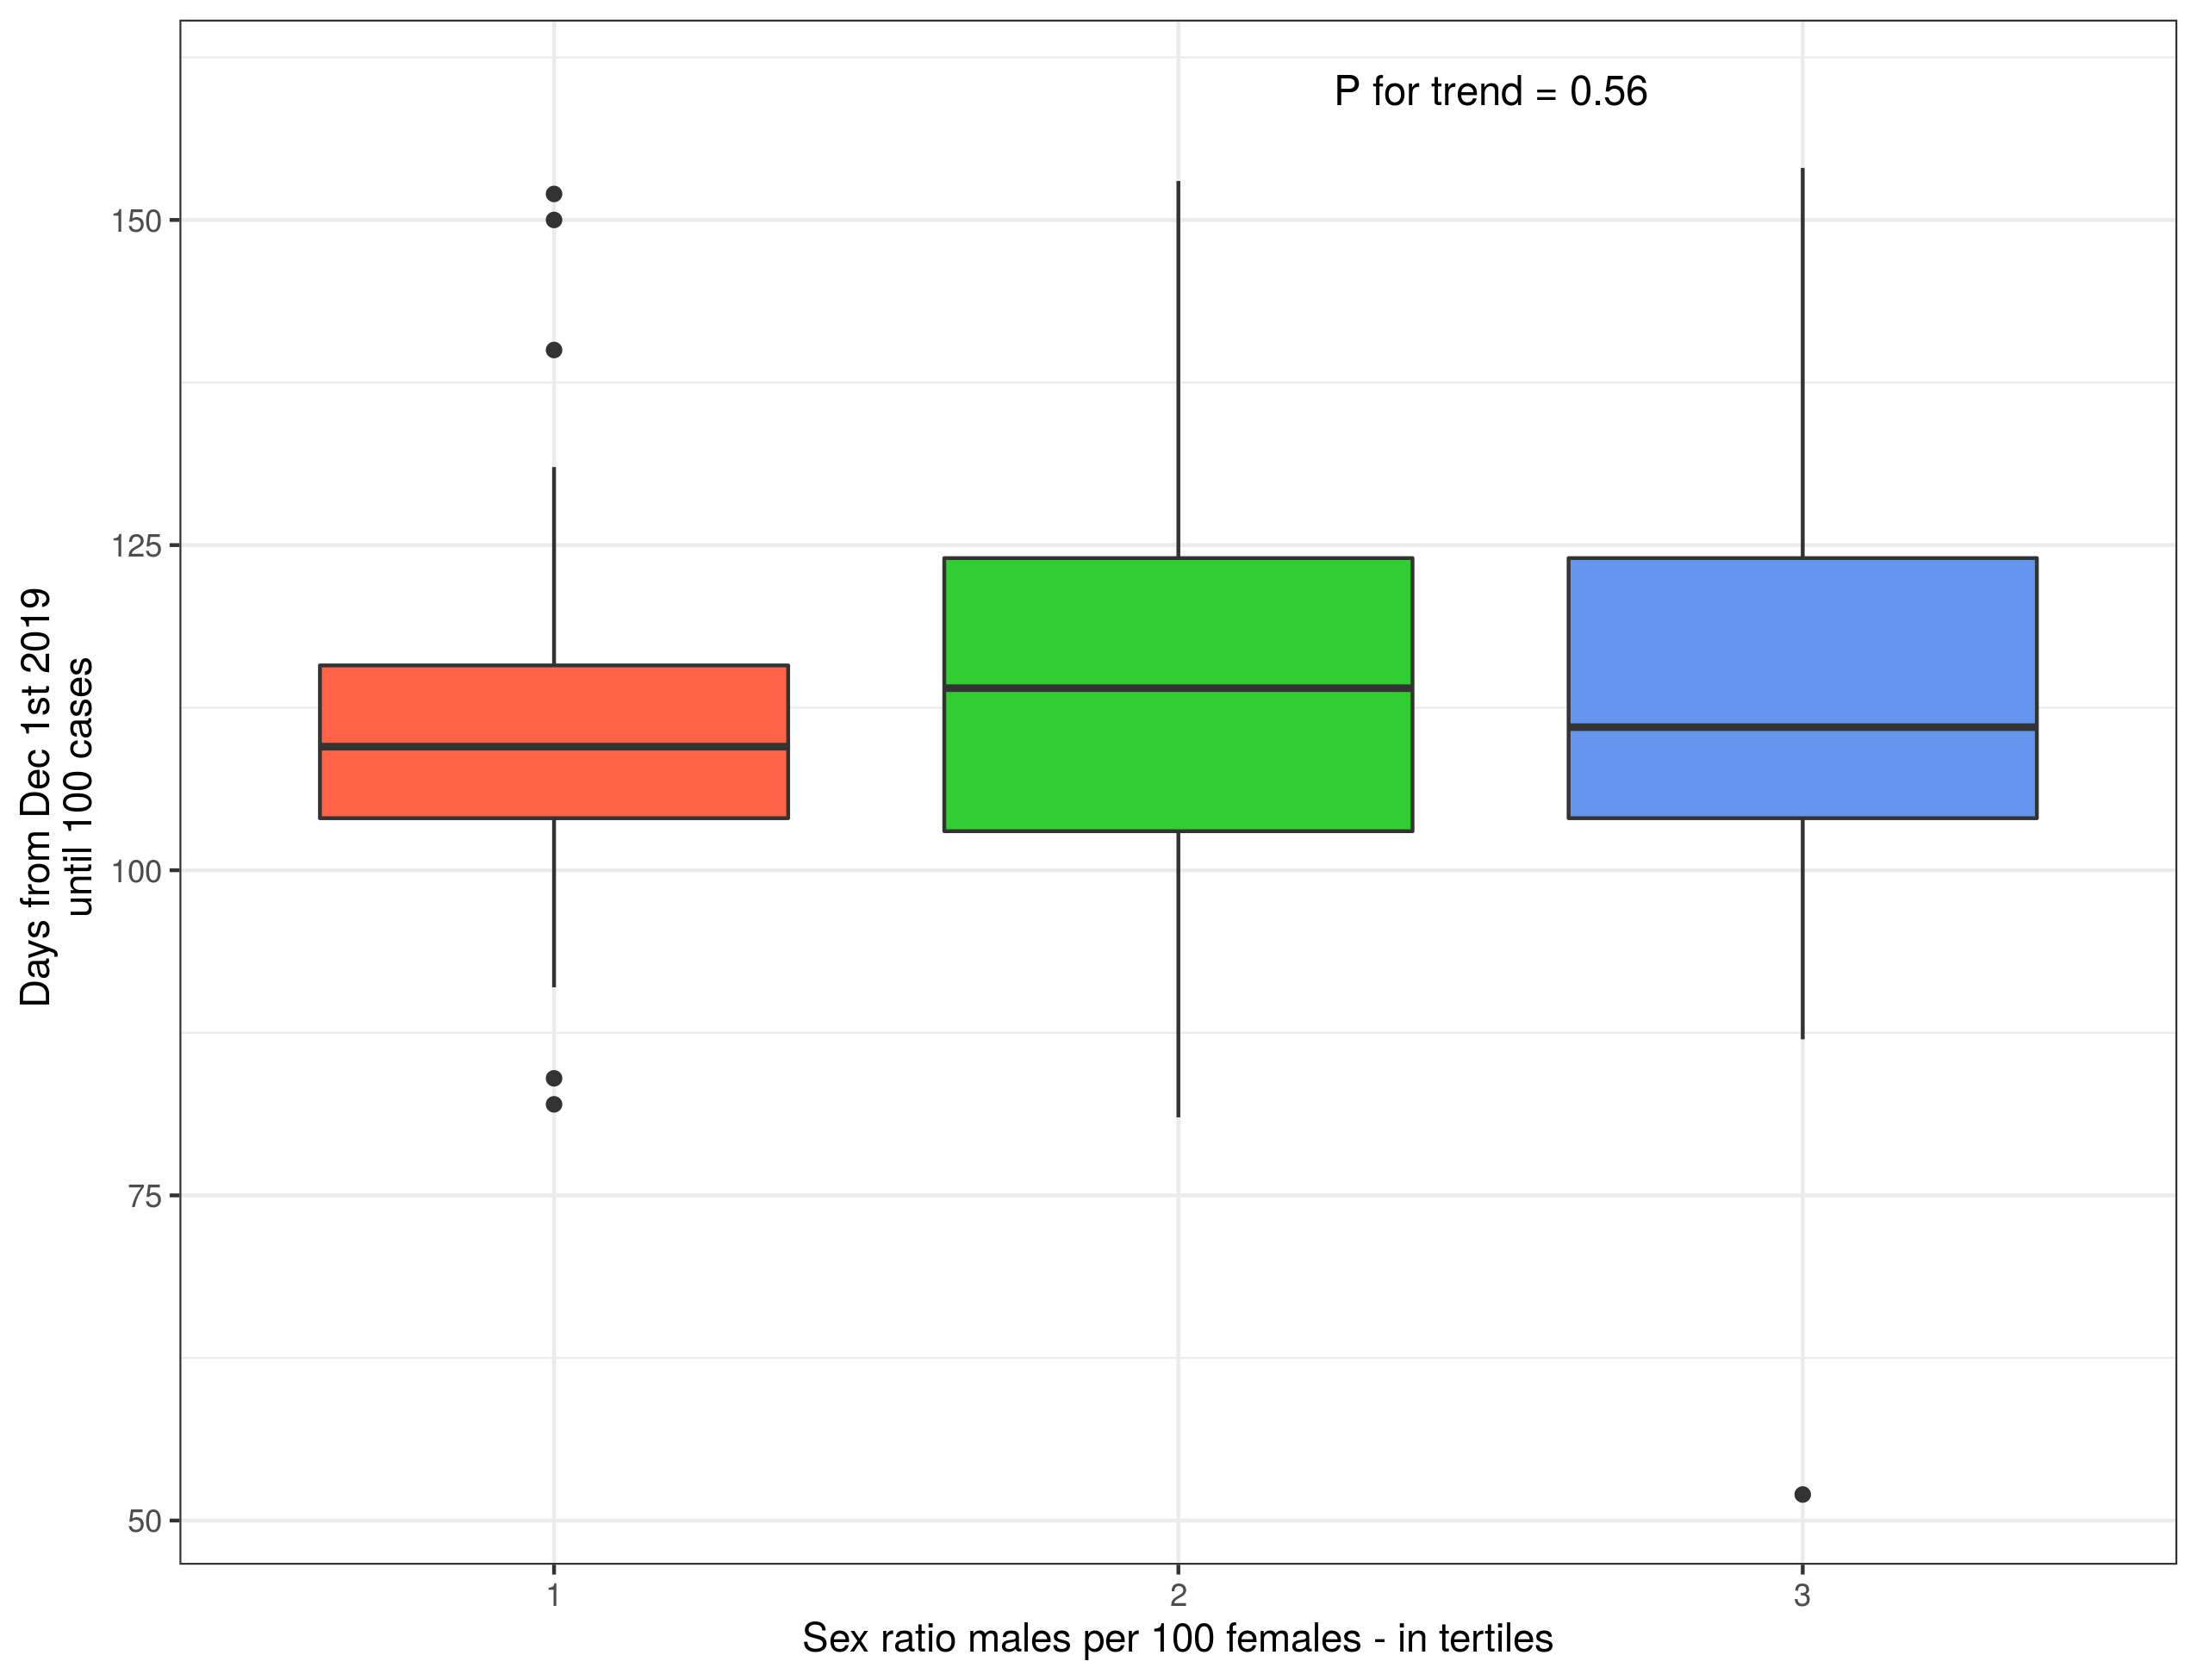 P for trend = 0.56
150
125
100
75
50
Days from Dec 1st 2019
until 100 cases
1
2
3
Sex ratio males per 100 females - in tertiles